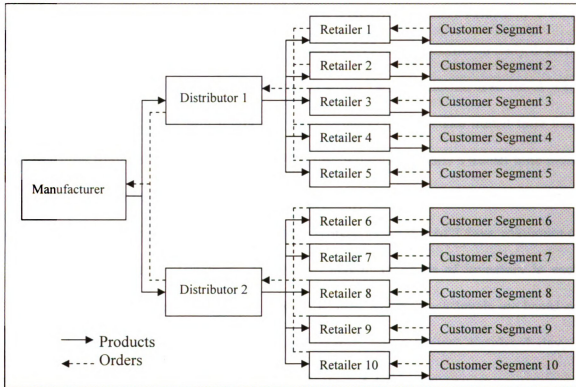 Retailer 1
Customer Segment 1
Retailer 2
Customer Segment 2
Distributor 1
Retailer 3
Customer Segment 3
Retailer 4
Customer Segment 4
Retailer 5
Customer Segment 5
Manufacturer
Retailer 6
Customer Segment 6
Retailer 7
Customer Segment 7
Distributor 2
Retailer 8
Customer Segment 8
Retailer 9
Customer Segment 9
Retailer 10
Customer Segment 10
Products
Orders